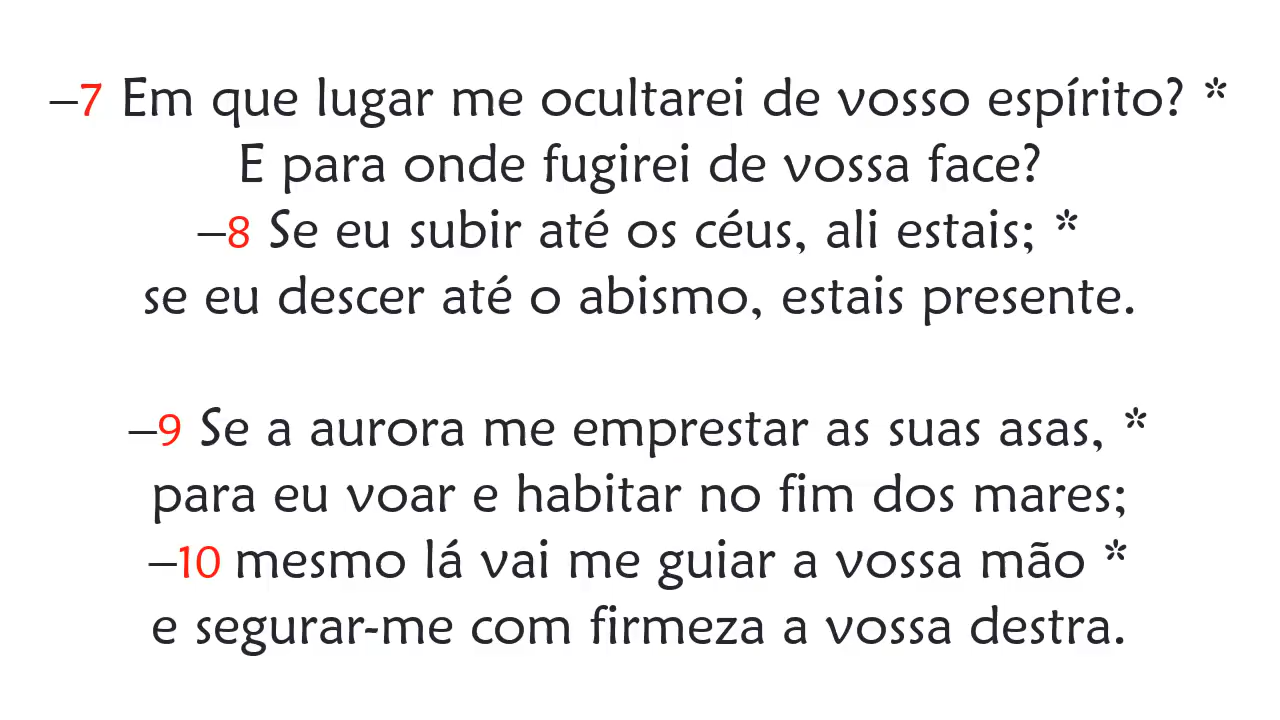 –7 Em que lugar me ocultarei de vosso espírito? *
E para onde fugirei de vossa face?
–8 Se eu subir até os céus, ali estais; *
se eu descer até o abismo, estais presente.
–9 Se a aurora me emprestar as suas asas, *
para eu voar e habitar no fim dos mares;
–10 mesmo lá vai me guiar a vossa mão *
e segurar-me com firmeza a vossa destra.